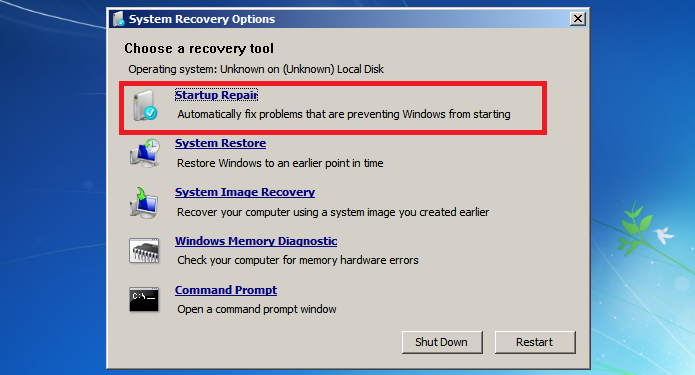 System Recovery Options
Choose a recovery tool
Operating system: Unknown on (Unknown) Local Disk
Startup Repair
Automatically fix problems that are preventing Windows from starting
System Restore
Restore Windows to an earlier point in time
System Image Recovery
Recover your computer using a system image you created earlier
Windows Memory Diagnostic
Check your computer for memory hardware errors
C:\_
Command Prompt
Open a command prompt window
Shut Down Restart